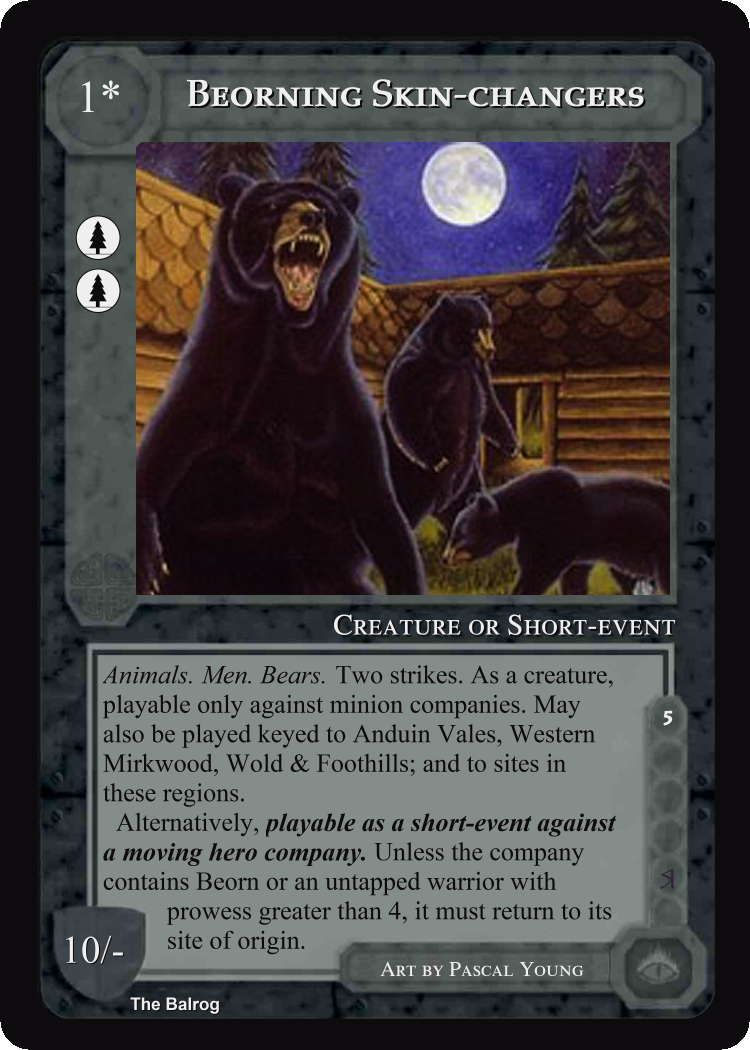 1*
Beorning Skin-changers
Creature or Short-event
Animals. Men. Bears. Two strikes. As a creature,
playable only against minion companies. May
also be played keyed to Anduin Vales, Western
Mirkwood, Wold & Foothills; and to sites in
these regions.
Alternatively, playable as a short-event against
a moving hero company. Unless the company
contains Beorn or an untapped warrior with
prowess greater than 4, it must return to its
site of origin.
5
10/-
Art by Pascal Young
The Balrog